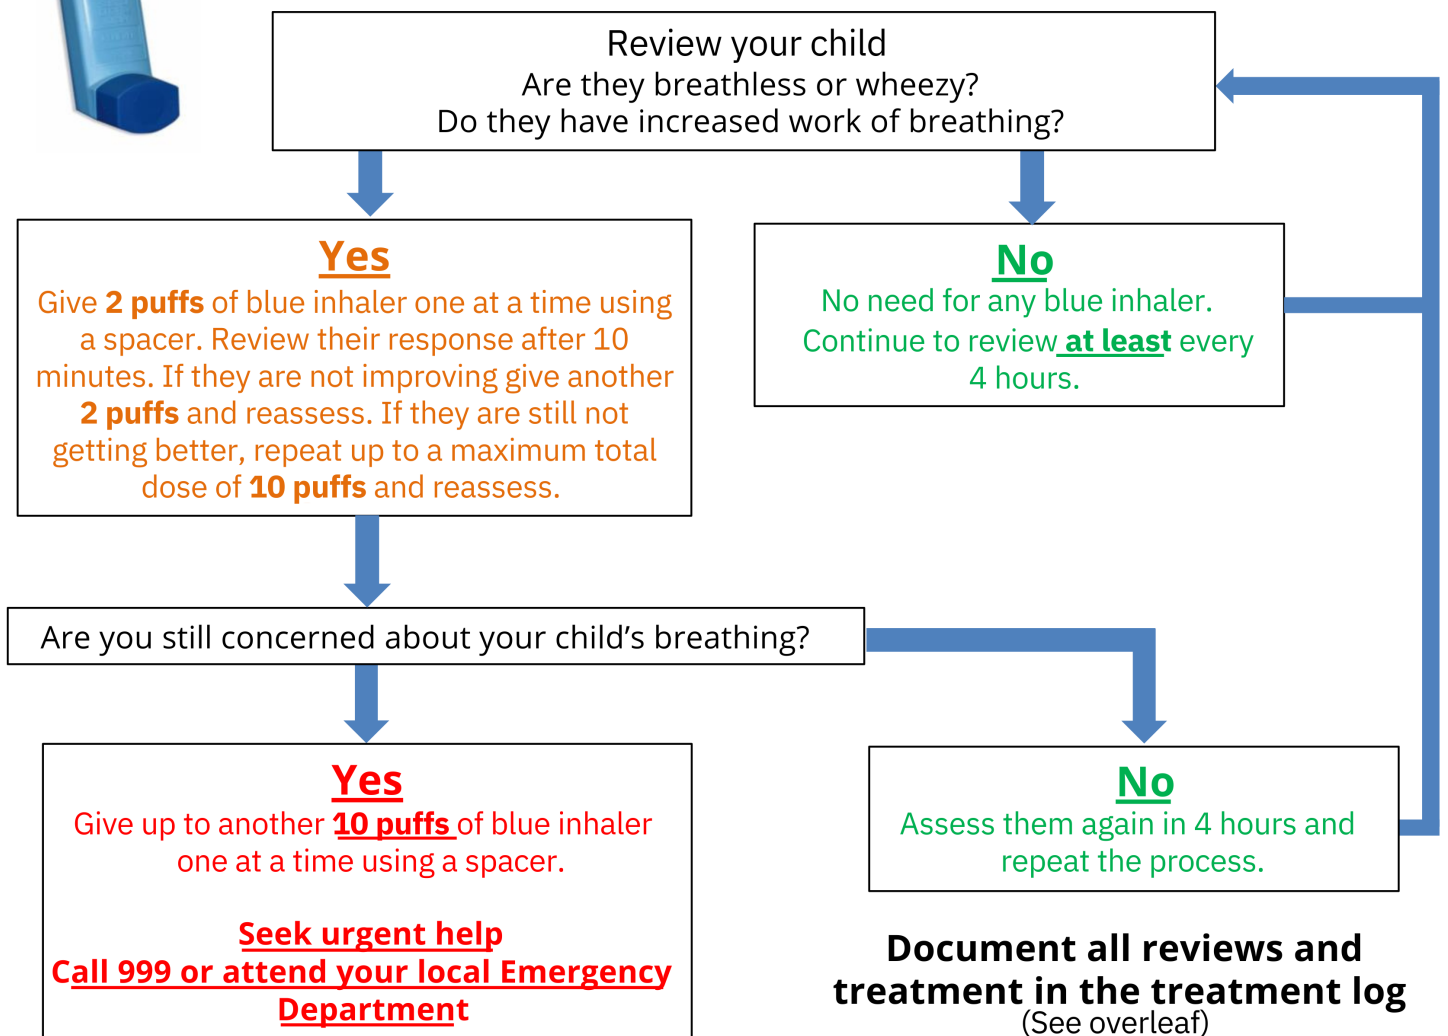 Review your child
Are they breathless or wheezy?
Do they have increased work of breathing?
Yes
Give 2 puffs of blue inhaler one at a time using
a spacer. Review their response after 10
minutes. If they are not improving give another
2 puffs and reassess. If they are still not
getting better, repeat up to a maximum total
dose of 10 puffs and reassess.
No
No need for any blue inhaler.
Continue to review at least every
4 hours.
Are you still concerned about your child’s breathing?
Yes
Give up to another 10 puffs of blue inhaler
one at a time using a spacer.
Seek urgent help
Call 999 or attend your local Emergency
Department
No
Assess them again in 4 hours and
repeat the process.
Document all reviews and
treatment in the treatment log
(See overleaf)